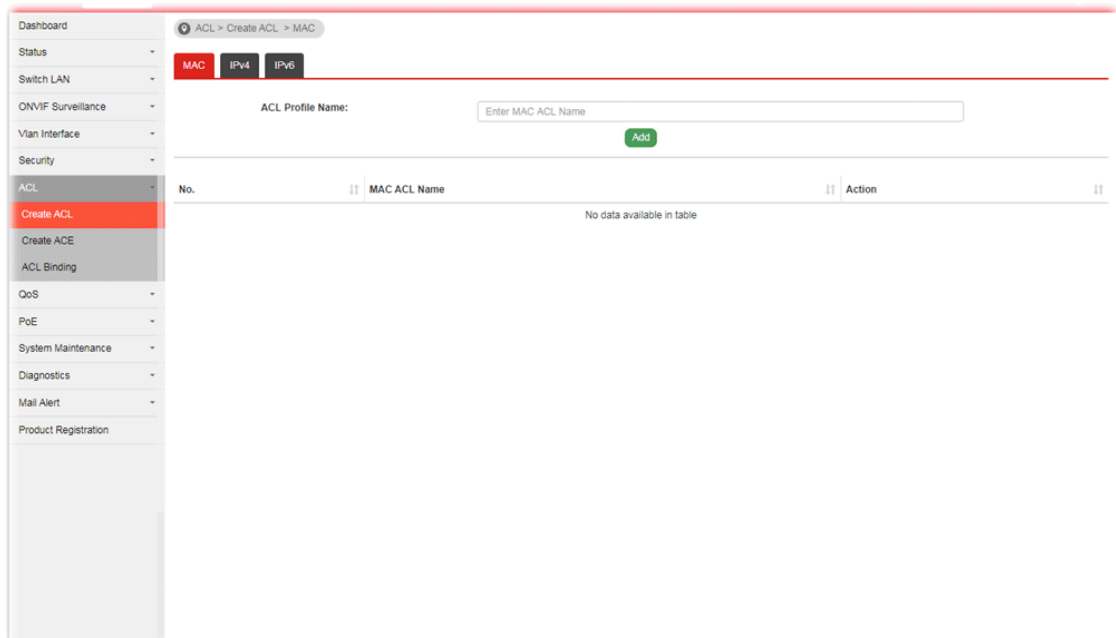 Dashboard
Status
Switch LAN
ONVIF Surveillance
Vlan Interface
Security
ACL
Create ACL
Create ACE
ACL Binding
QoS
PoE
System Maintenance
Diagnostics
Mail Alert
Product Registration
ACL > Create ACL > MAC
MAC IPv4 IPv6
ACL Profile Name: Enter MAC ACL Name
Add
No. MAC ACL Name Action
No data available in table